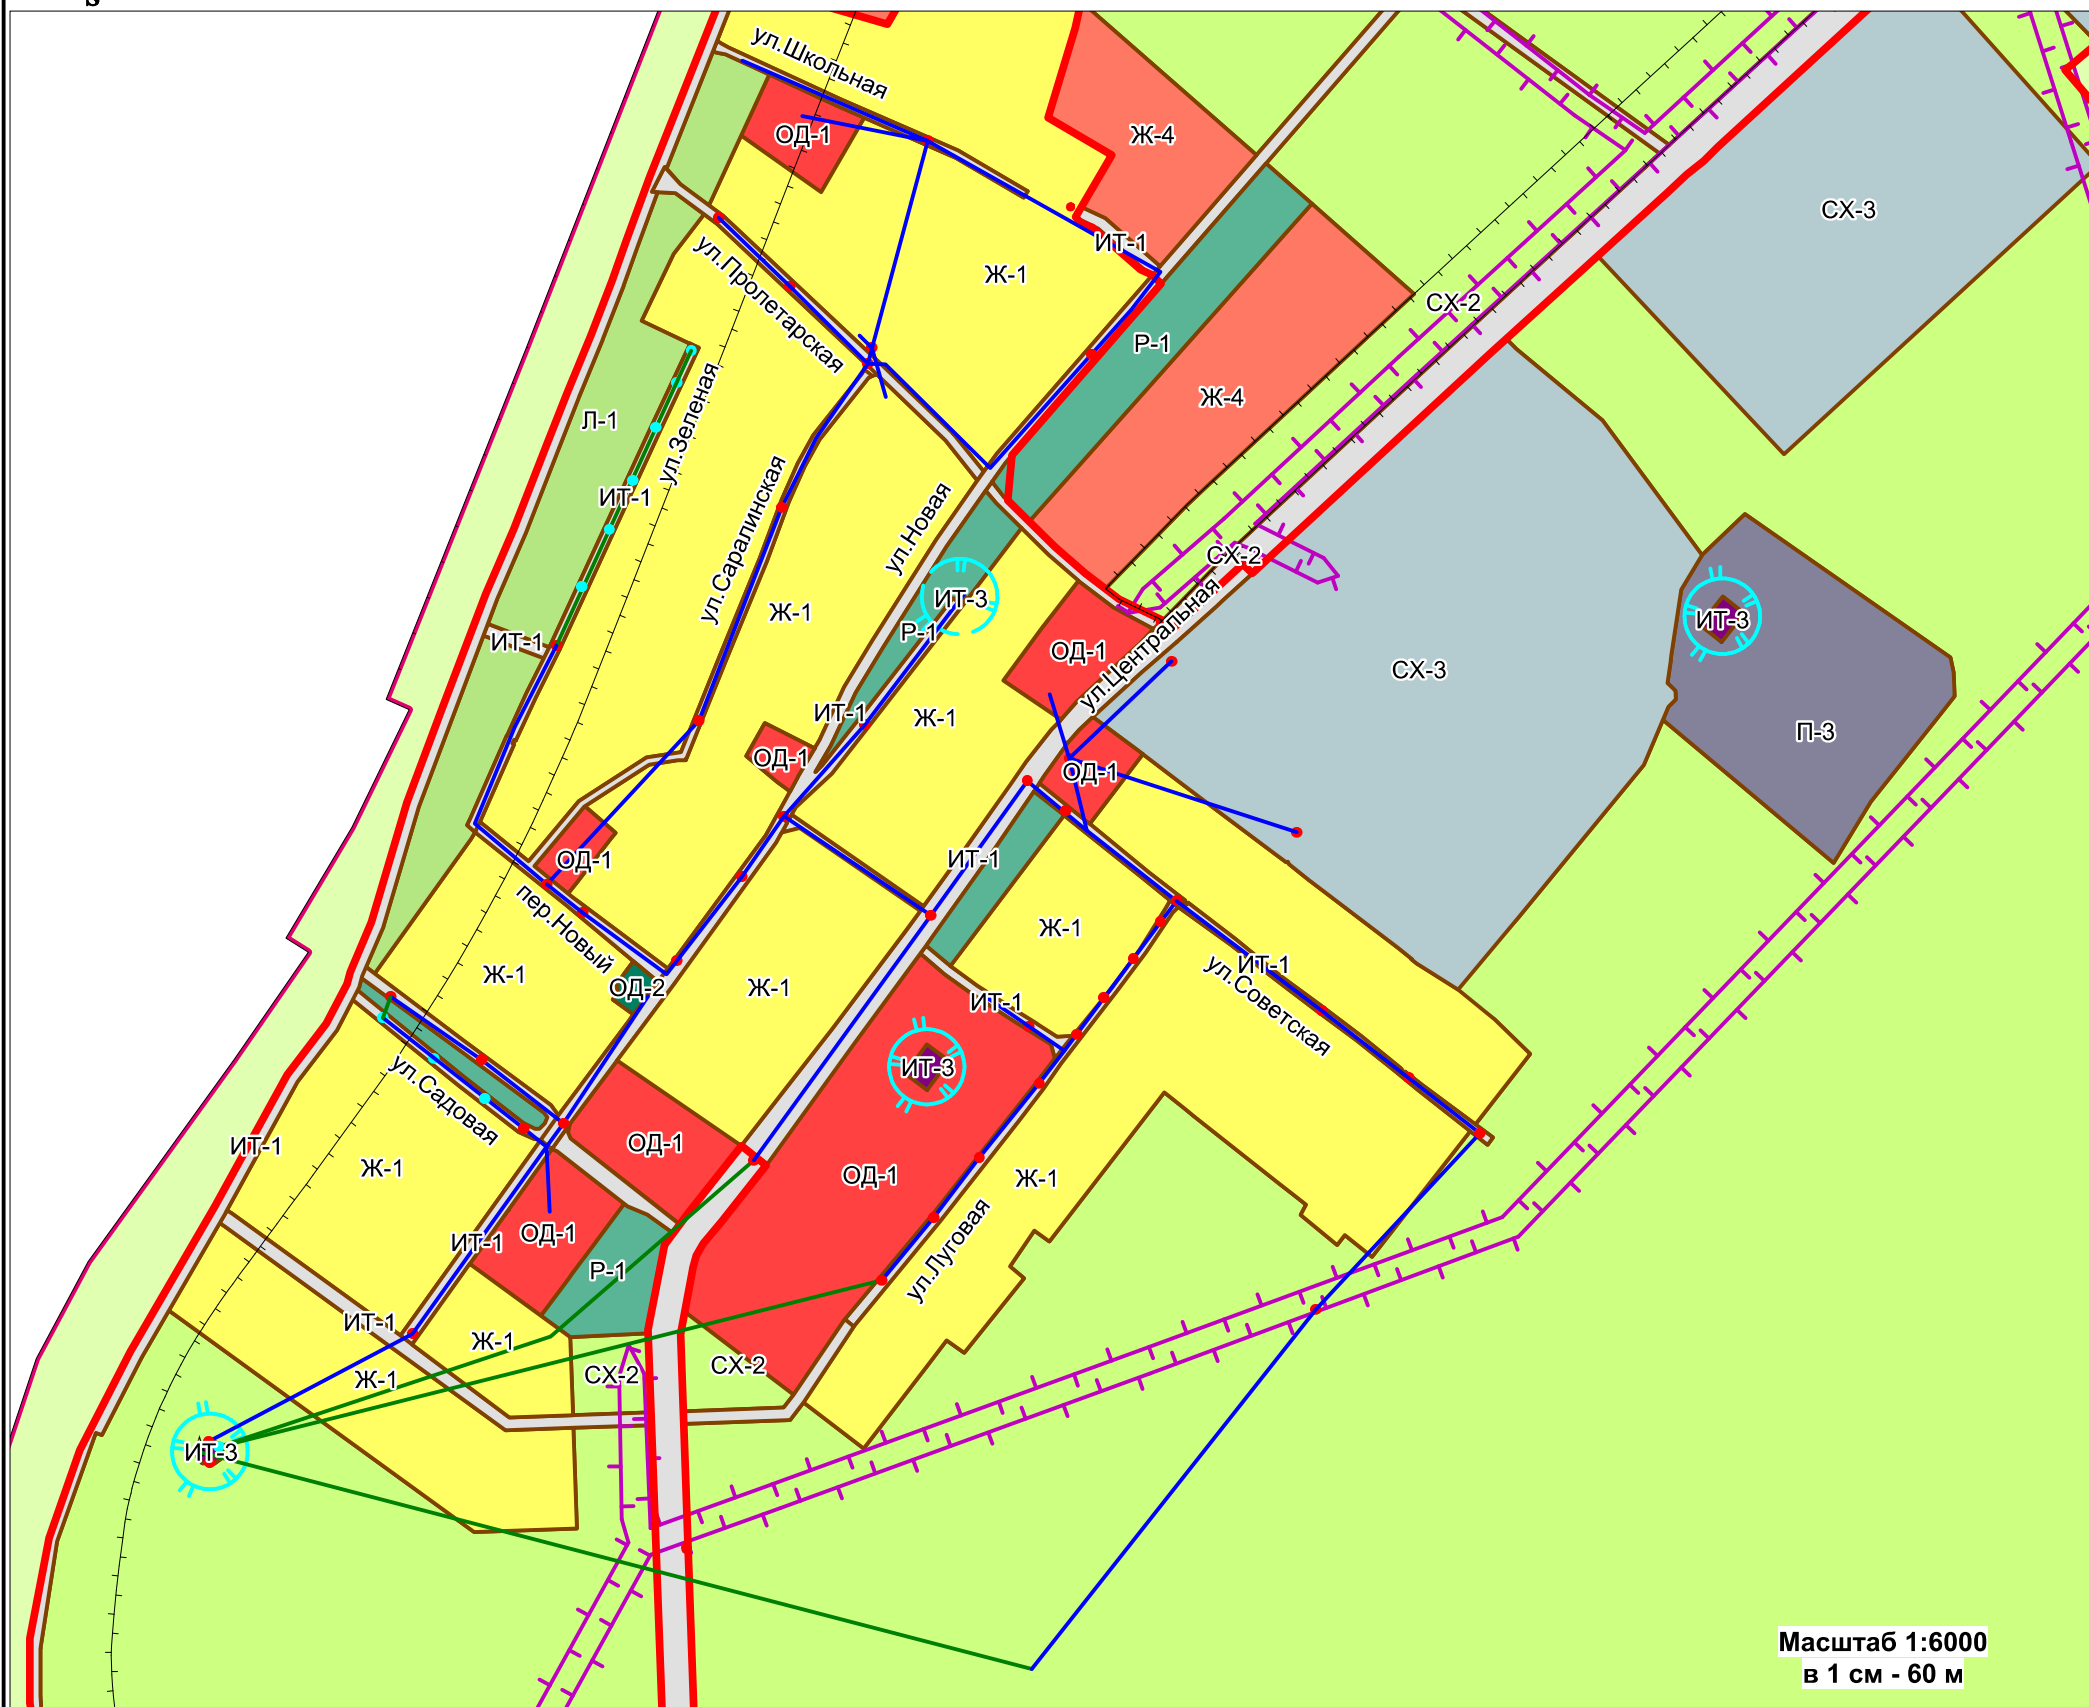 s
ул.Школьная
ОД-1
Ж-4
СХ-3
ИТ-1
Ж-1
ул.Пролетарская
СХ-2
Р-1
Ж-4
Л-1
ул.Зеленая
ИТ-1
ул.Саралинская
ул.Новая
СХ-2
ИТ-3
Ж-1
Р-1
ИТ-3
ИТ-1
ОД-1
ул.Центральная
СХ-3
ИТ-1
Ж-1
П-3
ОД-1
ОД-1
ОД-1
ИТ-1
пер.Новый
Ж-1
ИТ-1
ул.Советская
Ж-1
ОД-2
Ж-1
ИТ-1
ИТ-3
ул.Садовая
ИТ-1
Ж-1
ОД-1
ОД-1
Ж-1
ИТ-1
ОД-1
ул.Луговая
Р-1
ИТ-1
Ж-1
Ж-1
СХ-2
СХ-2
ИТ-3
Масштаб 1:6000
в 1 см - 60 м